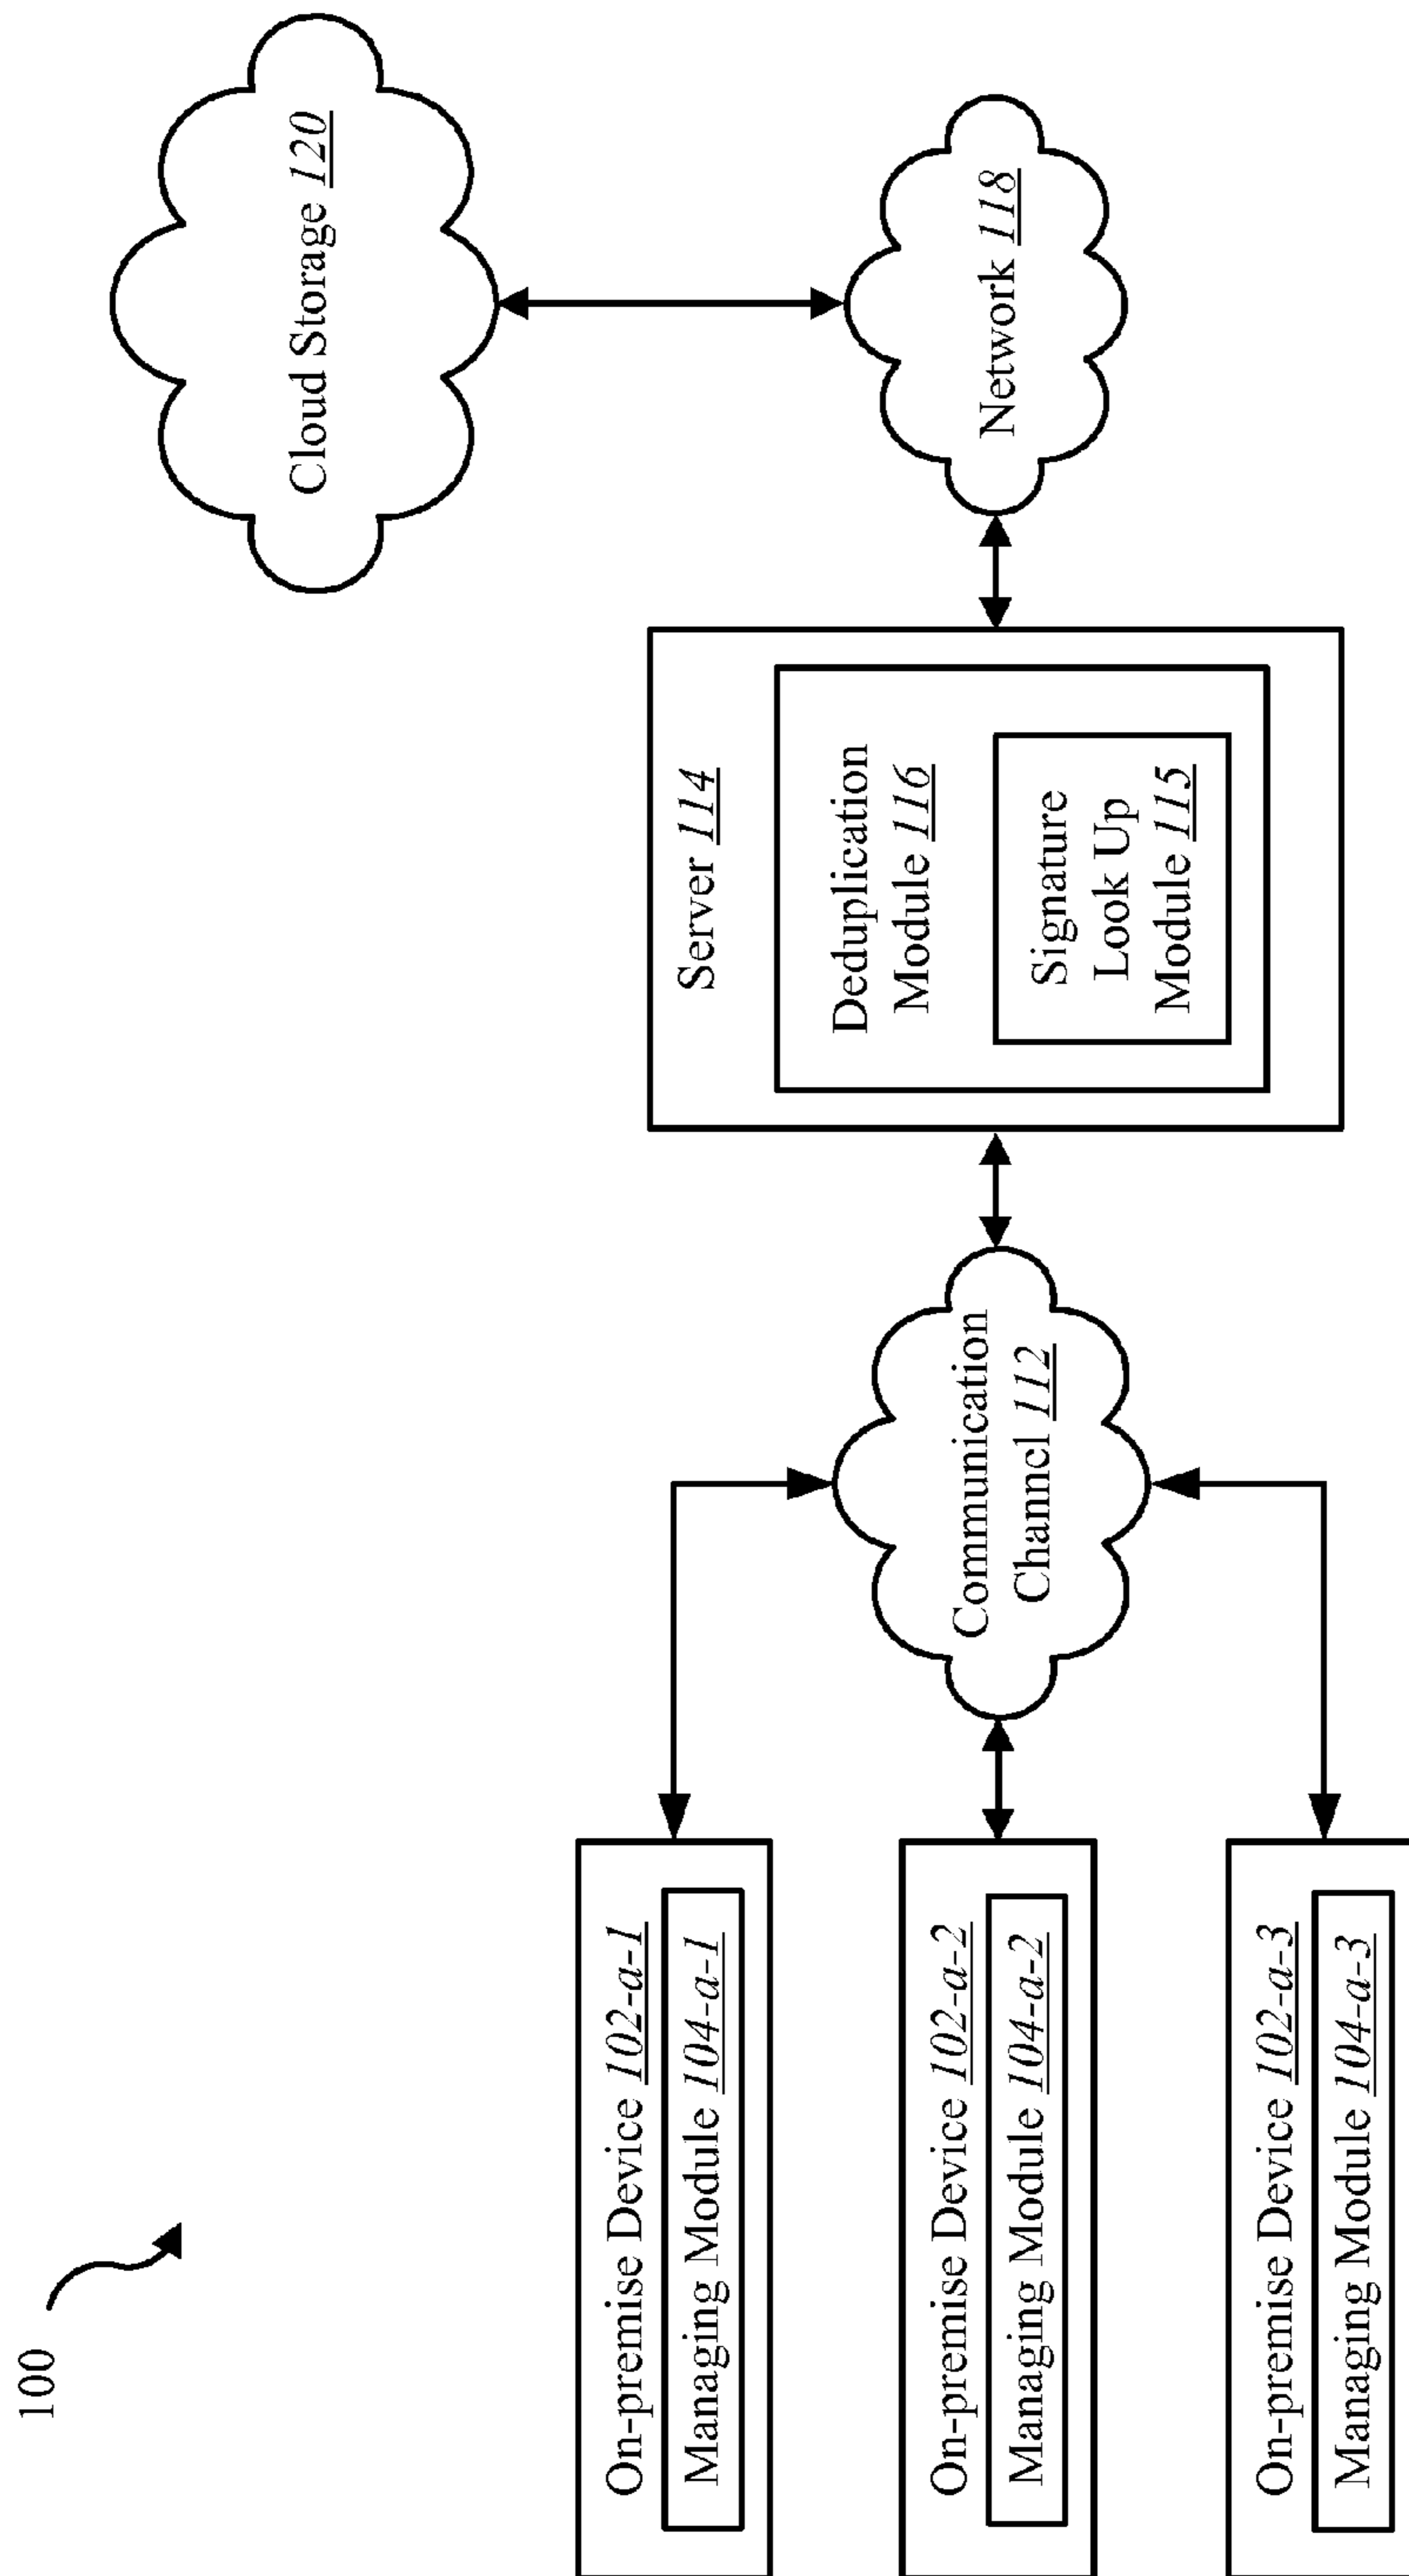 100
On-premise Device 102-a-1
Managing Module 104-a-1
On-premise Device 102-a-2
Managing Module 104-a-2
On-premise Device 102-a-3
Managing Module 104-a-3
Communication
Channel 112
Server 114
Deduplication
Module 116
Signature
Look Up
Module 115
Network 118
Cloud Storage 120